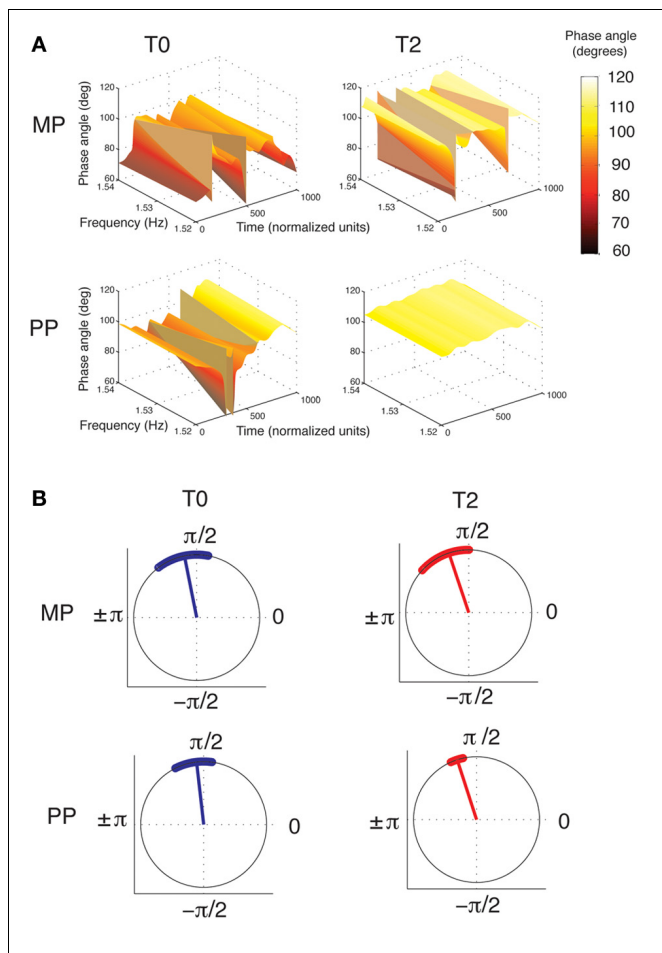 A T0 T2 Phase angle
(degrees)
MP
Phase angle (deg)
120
100
80
60
1.54
1.53
1.52
Frequency (Hz)
0
500
1000
Time (normalized units)
120
100
80
60
1.54
1.53
1.52
0
500
1000
120
110
100
90
80
70
60
PP
Phase angle (deg)
120
100
80
60
1.54
1.53
1.52
Frequency (Hz)
0
500
1000
Time (normalized units)
120
100
80
60
1.54
1.53
1.52
0
500
1000
B T0 T2
MP
π/2
±π
0
−π/2
π/2
±π
0
−π/2
PP
π/2
±π
0
−π/2
π/2
±π
0
−π/2